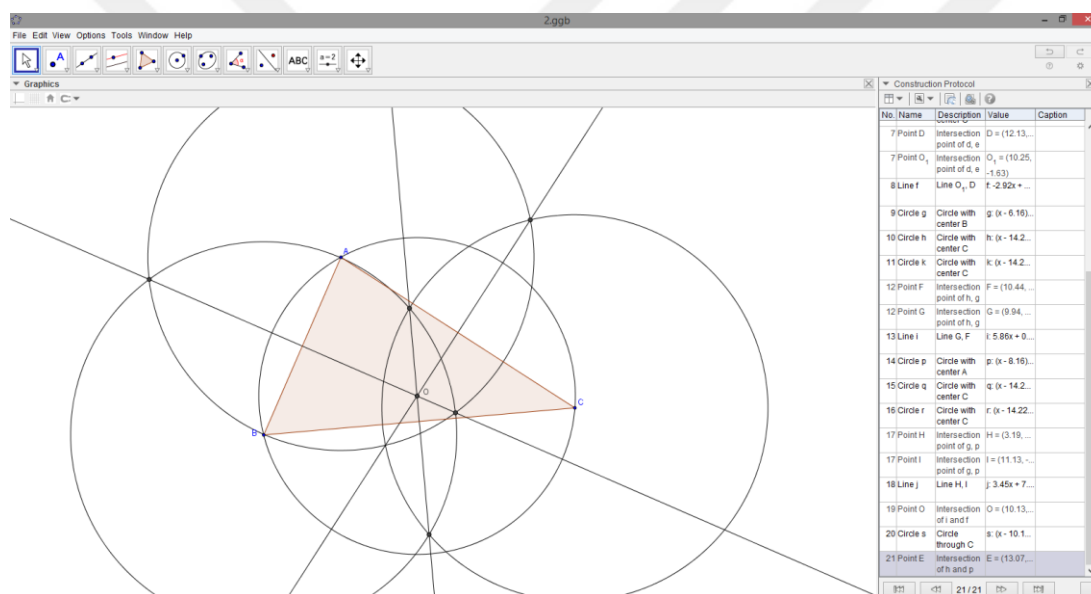 2.ggb
File Edit View Options Tools Window Help
A
ABC
a=2
Graphics
Construction Protocol
No. Name Description Value Caption
7 Point D Intersection D = (12.13,...
point of d, e
7 Point O₁ Intersection O₁ = (10.25,
point of d, e -1.63)
8 Line f Line O₁, D f: -2.92x + ...
9 Circle g Circle with g: (x - 6.16)...
center B
10 Circle h Circle with h: (x - 14.2...
center C
11 Circle k Circle with k: (x - 14.2...
center C
12 Point F Intersection F = (10.44, ...
point of h, g
12 Point G Intersection G = (9.94, ...
point of h, g
13 Line i Line G, F i: 5.86x + 0....
14 Circle p Circle with p: (x - 8.16)...
center A
15 Circle q Circle with q: (x - 14.2...
center C
16 Circle r Circle with r: (x - 14.22...
center C
17 Point H Intersection H = (3.19, ...
point of g, p
17 Point I Intersection I = (11.13, -...
point of g, p
18 Line j Line H, I j: 3.45x + 7....
19 Point O Intersection O = (10.13,...
of i and f
20 Circle s Circle s: (x - 10.1...
through C
21 Point E Intersection E = (13.07,...
of h and p
21 / 21
A
O
C
B